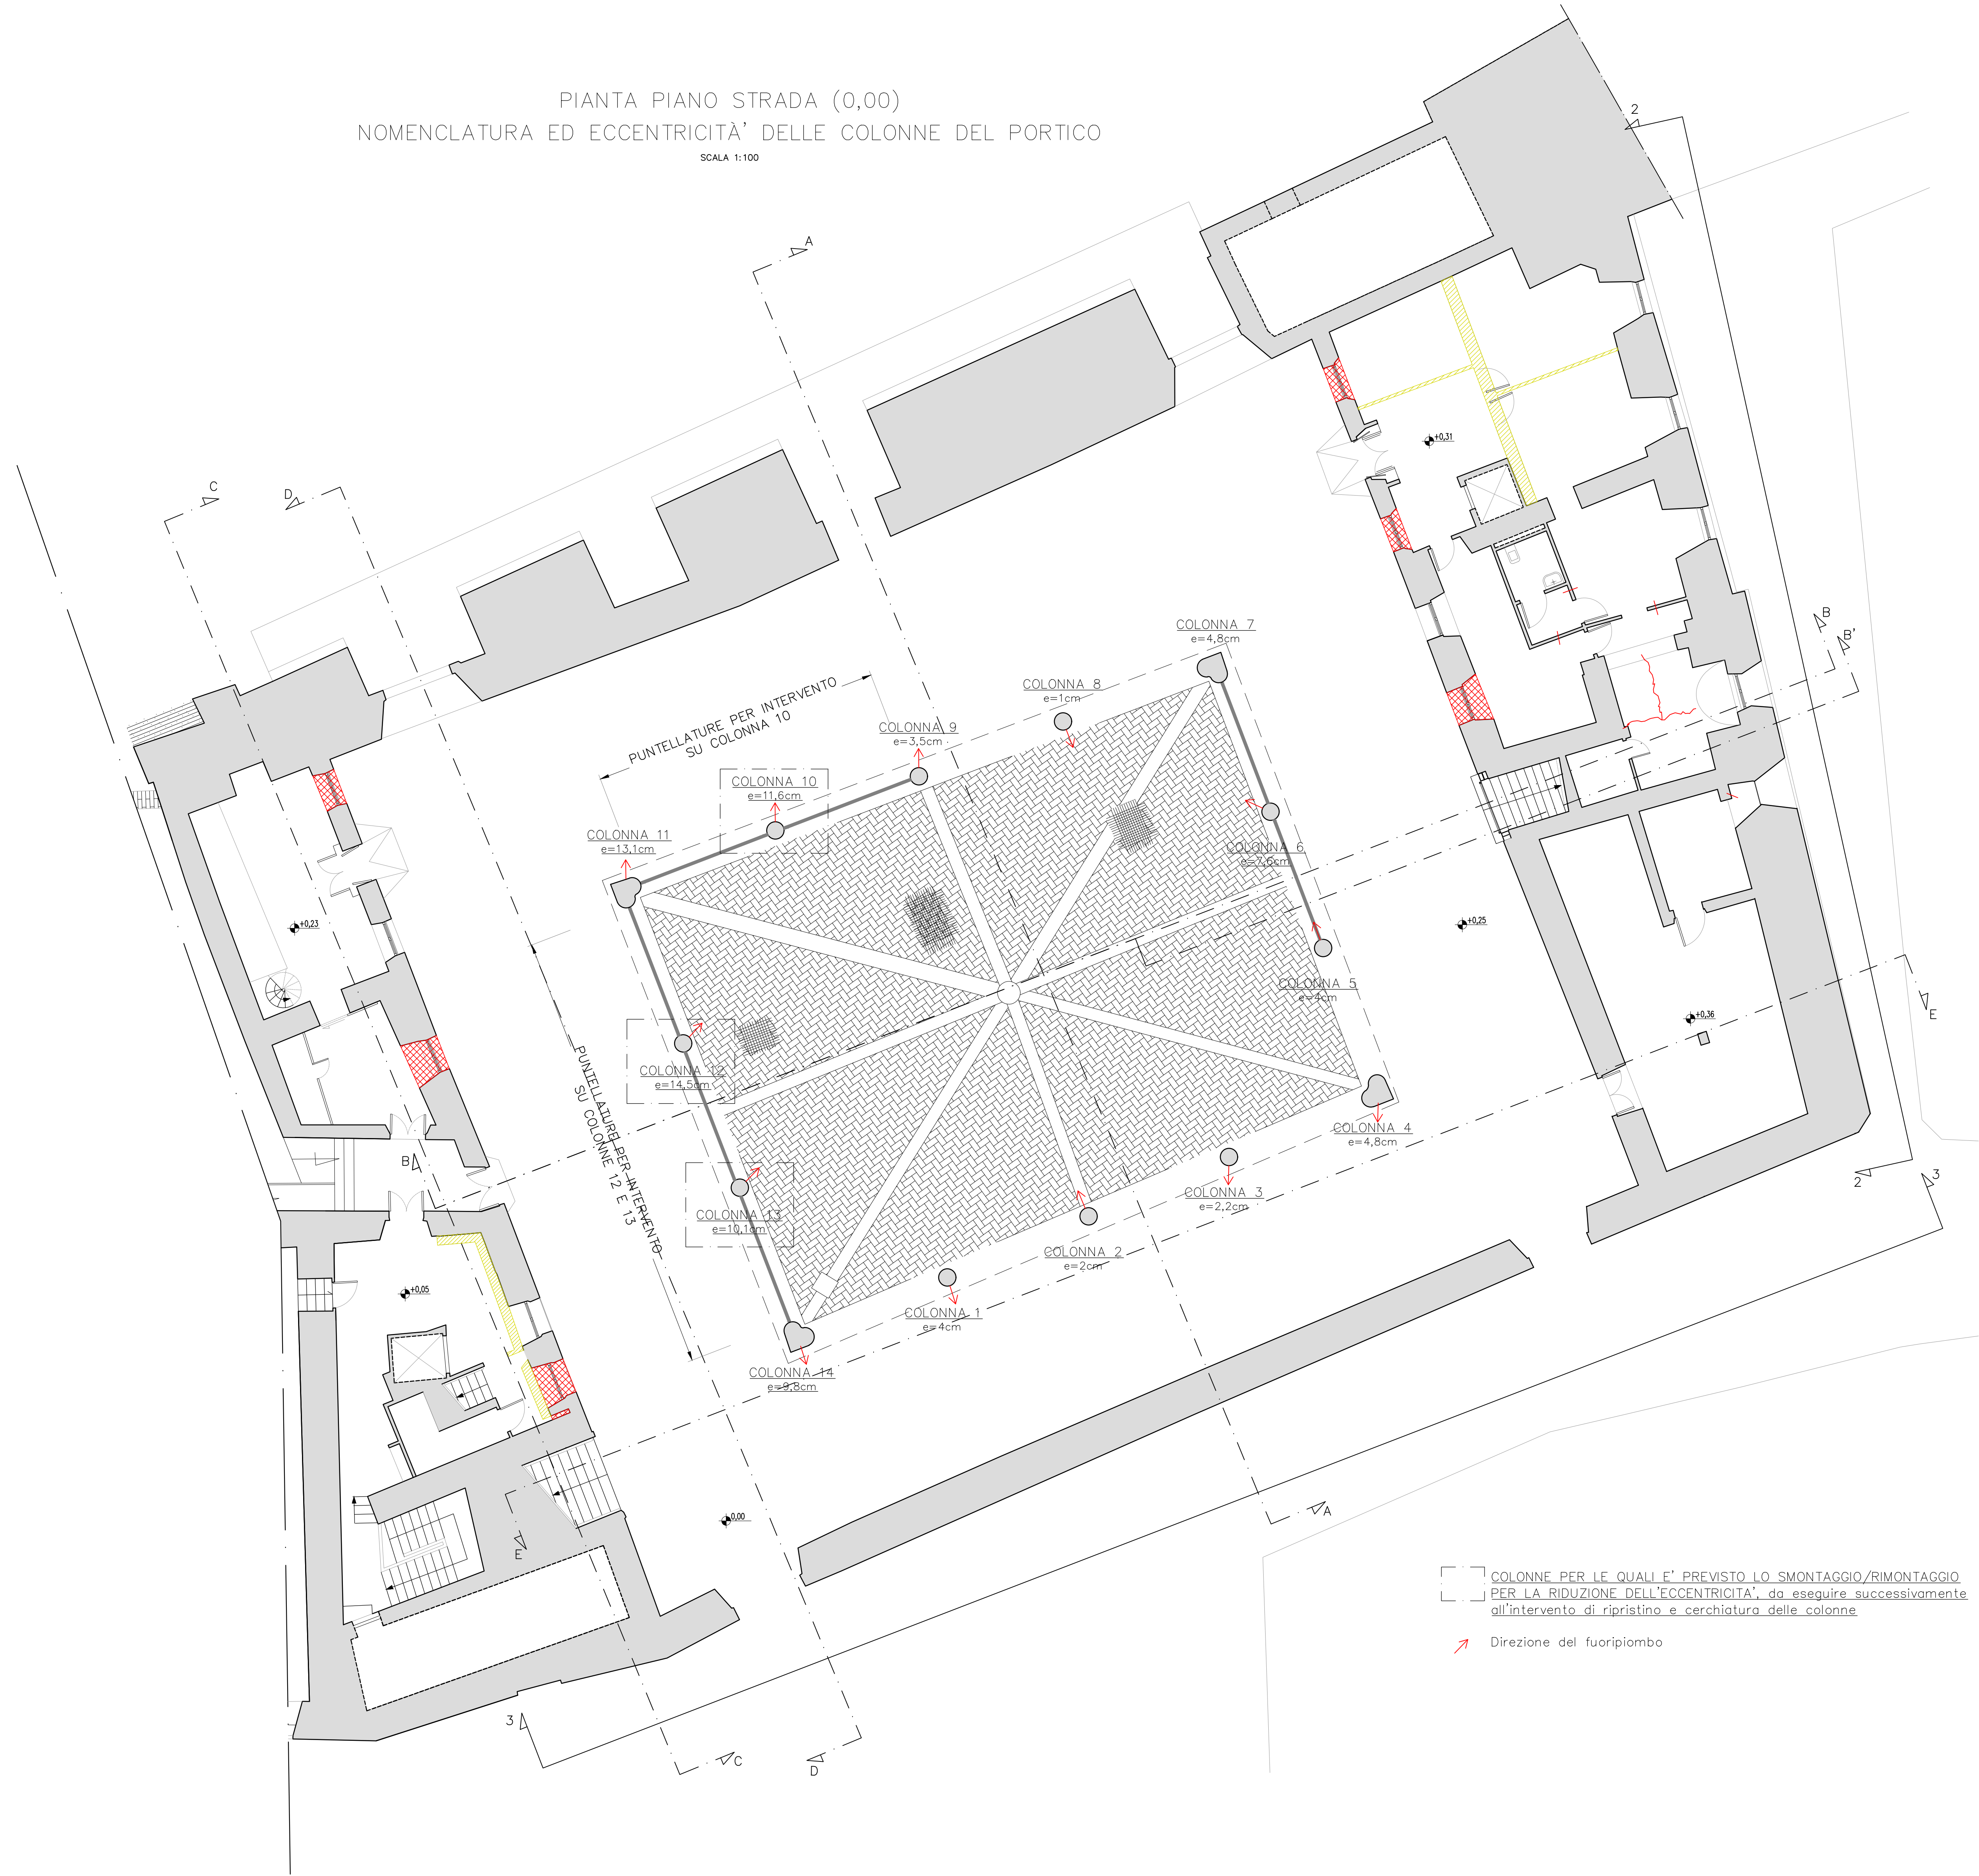 PIANTA PIANO STRADA (0,00)
NOMENCLATURA ED ECCENTRICITÀ' DELLE COLONNE DEL PORTICO
SCALA 1:100
2
A
C
D
+0,31
B
B'
COLONNA 7
e=4,8cm
COLONNA 8
e=1cm
PUNTELLATURE PER INTERVENTO
SU COLONNA 10
COLONNA 9
e=3,5cm
COLONNA 10
e=11,6cm
COLONNA 11
e=13,1cm
COLONNA 6
e=7,6cm
+0,23
+0,25
COLONNA 5
e=4cm
+0,36
E
COLONNA 12
e=14,5cm
PUNTELLATURE PER INTERVENTO
SU COLONNE 12 E 13
COLONNA 4
e=4,8cm
B
COLONNA 3
e=2,2cm
2
3
COLONNA 13
e=10,1cm
COLONNA 2
e=2cm
+0,05
COLONNA 1
e=4cm
COLONNA 14
e=9,8cm
0,00
A
E
COLONNE PER LE QUALI E' PREVISTO LO SMONTAGGIO/RIMONTAGGIO
PER LA RIDUZIONE DELL'ECCENTRICITA', da eseguire successivamente
all'intervento di ripristino e cerchiatura delle colonne
Direzione del fuoripiombo
3
C
D